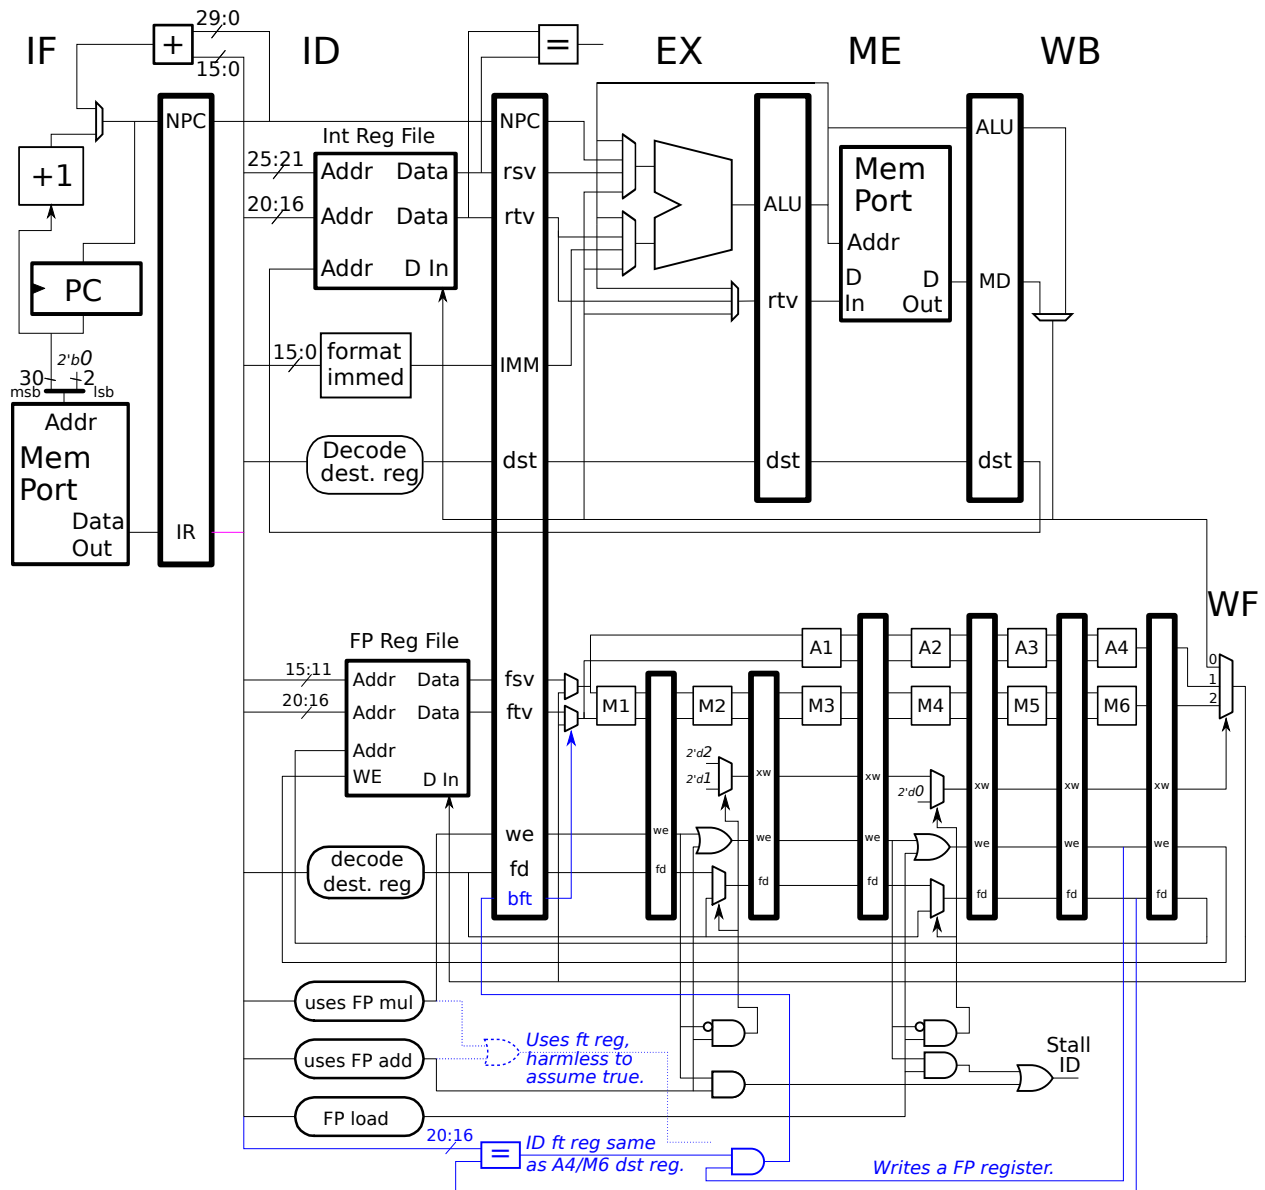 IF
ID
EX
ME
WB
29:0
15:0
+
=
NPC
+1
PC
30
2'b0
2
msb
lsb
Addr
Mem
Port
Data
Out
IR
Int Reg File
25:21
Addr
Data
20:16
Addr
Data
Addr
D In
15:0
format
immed
Decode
dest. reg
NPC
rsv
rtv
IMM
dst
ALU
rtv
dst
Mem
Port
Addr
D
In
D
Out
ALU
MD
dst
WF
FP Reg File
15:11
Addr
Data
20:16
Addr
Data
Addr
WE
D In
fsv
ftv
we
fd
bft
A1
A2
A3
A4
M1
M2
M3
M4
M5
M6
0
1
2
2'd2
2'd1
2'd0
xw
xw
xw
xw
xw
we
we
we
we
we
we
fd
fd
fd
fd
fd
fd
decode
dest. reg
uses FP mul
uses FP add
FP load
Uses ft reg,
harmless to
assume true.
Stall
ID
20:16
=
ID ft reg same
as A4/M6 dst reg.
Writes a FP register.